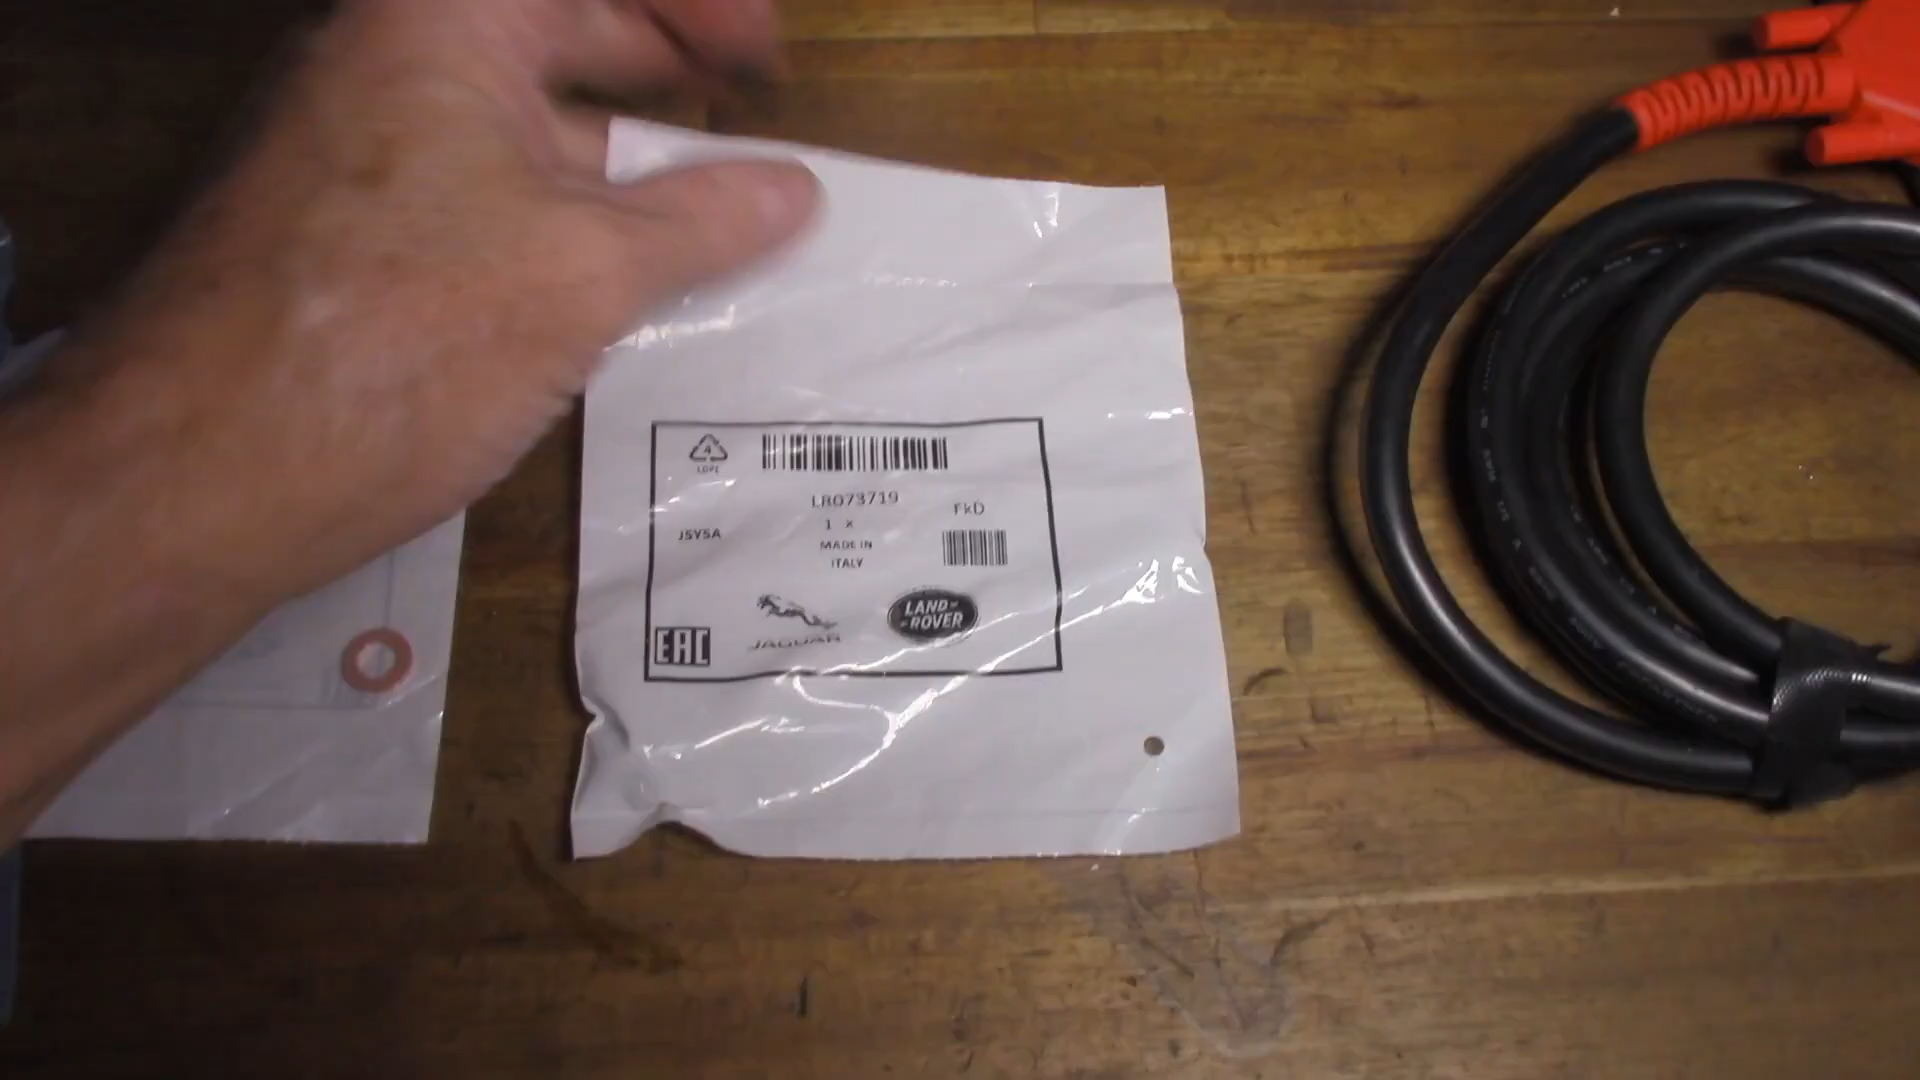 4
LDPE
LR073719
1 x
FkD
J5Y5A
MADE IN
ITALY
EAC
JAGUAR
LAND-
-ROVER